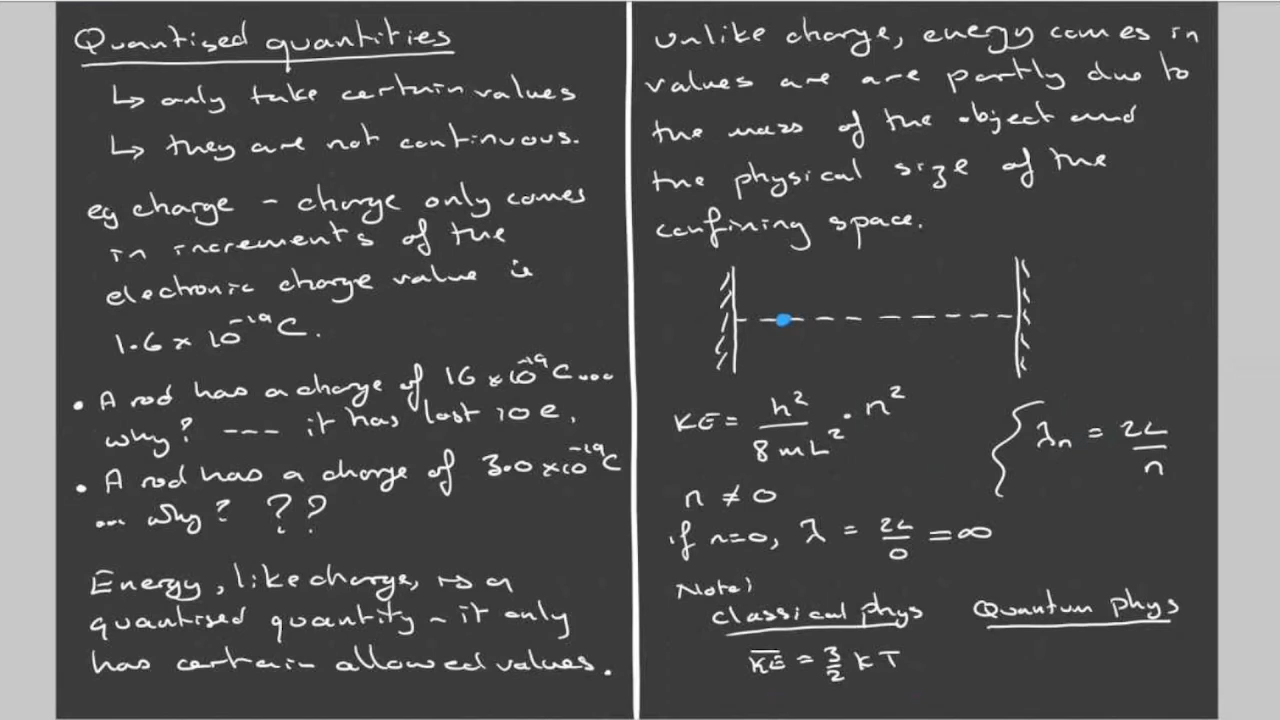 Quantised quantities
↳ only take certain values
↳ they are not continuous.
eg charge - charge only comes
in increments of the
electronic charge value is
1.6 × 10⁻¹⁹ C.
• A rod has a charge of 16 × 10⁻¹⁹ C ...
why? --- it has lost 10 e.
• A rod has a charge of 3.0 × 10⁻¹⁹ C
... why? ??
Energy, like charge, is a
quantised quantity - it only
has certain allowed values.
Unlike charge, energy comes in
values are are partly due to
the mass of the object and
the physical size of the
confining space.
KE = h²/8mL² · n²
{ λn = 2L/n
n ≠ 0
if n=0, λ = 2L/0 = ∞
Note:
Classical phys
Quantum phys
KE̅ = 3/2 kT